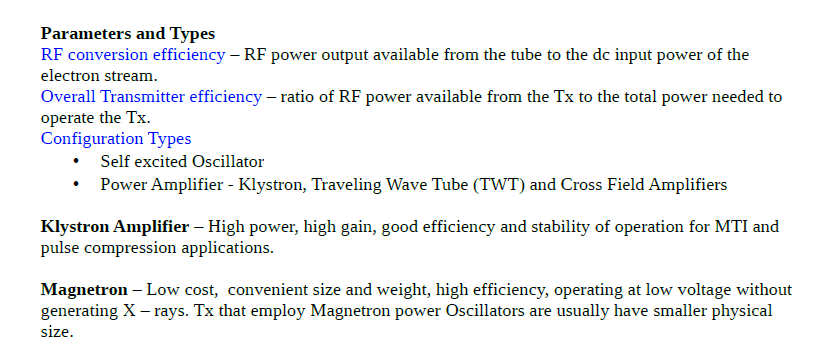 Parameters and Types
RF conversion efficiency – RF power output available from the tube to the dc input power of the
electron stream.
Overall Transmitter efficiency – ratio of RF power available from the Tx to the total power needed to
operate the Tx.
Configuration Types
• Self excited Oscillator
• Power Amplifier - Klystron, Traveling Wave Tube (TWT) and Cross Field Amplifiers
Klystron Amplifier – High power, high gain, good efficiency and stability of operation for MTI and
pulse compression applications.
Magnetron – Low cost,  convenient size and weight, high efficiency, operating at low voltage without
generating X – rays. Tx that employ Magnetron power Oscillators are usually have smaller physical
size.